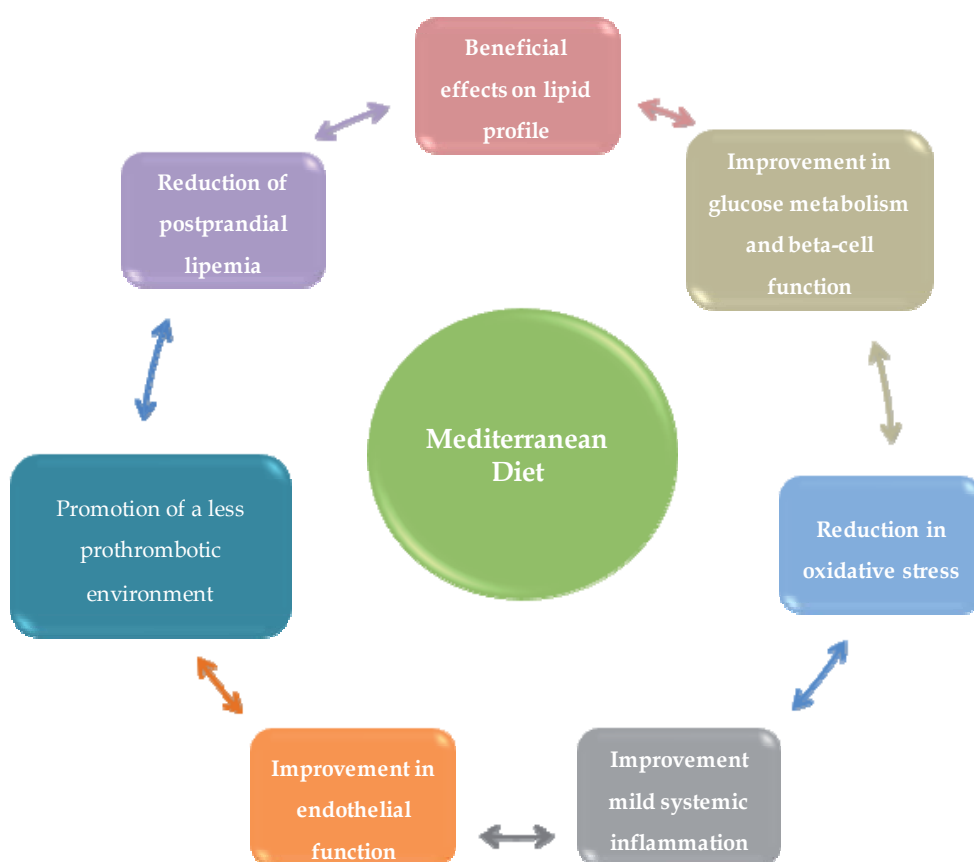 Beneficial
effects on lipid
profile
Improvement in
glucose metabolism
and beta-cell
function
Reduction in
oxidative stress
Improvement
mild systemic
inflammation
Improvement in
endothelial
function
Promotion of a less
prothrombotic
environment
Reduction of
postprandial
lipemia
Mediterranean
Diet